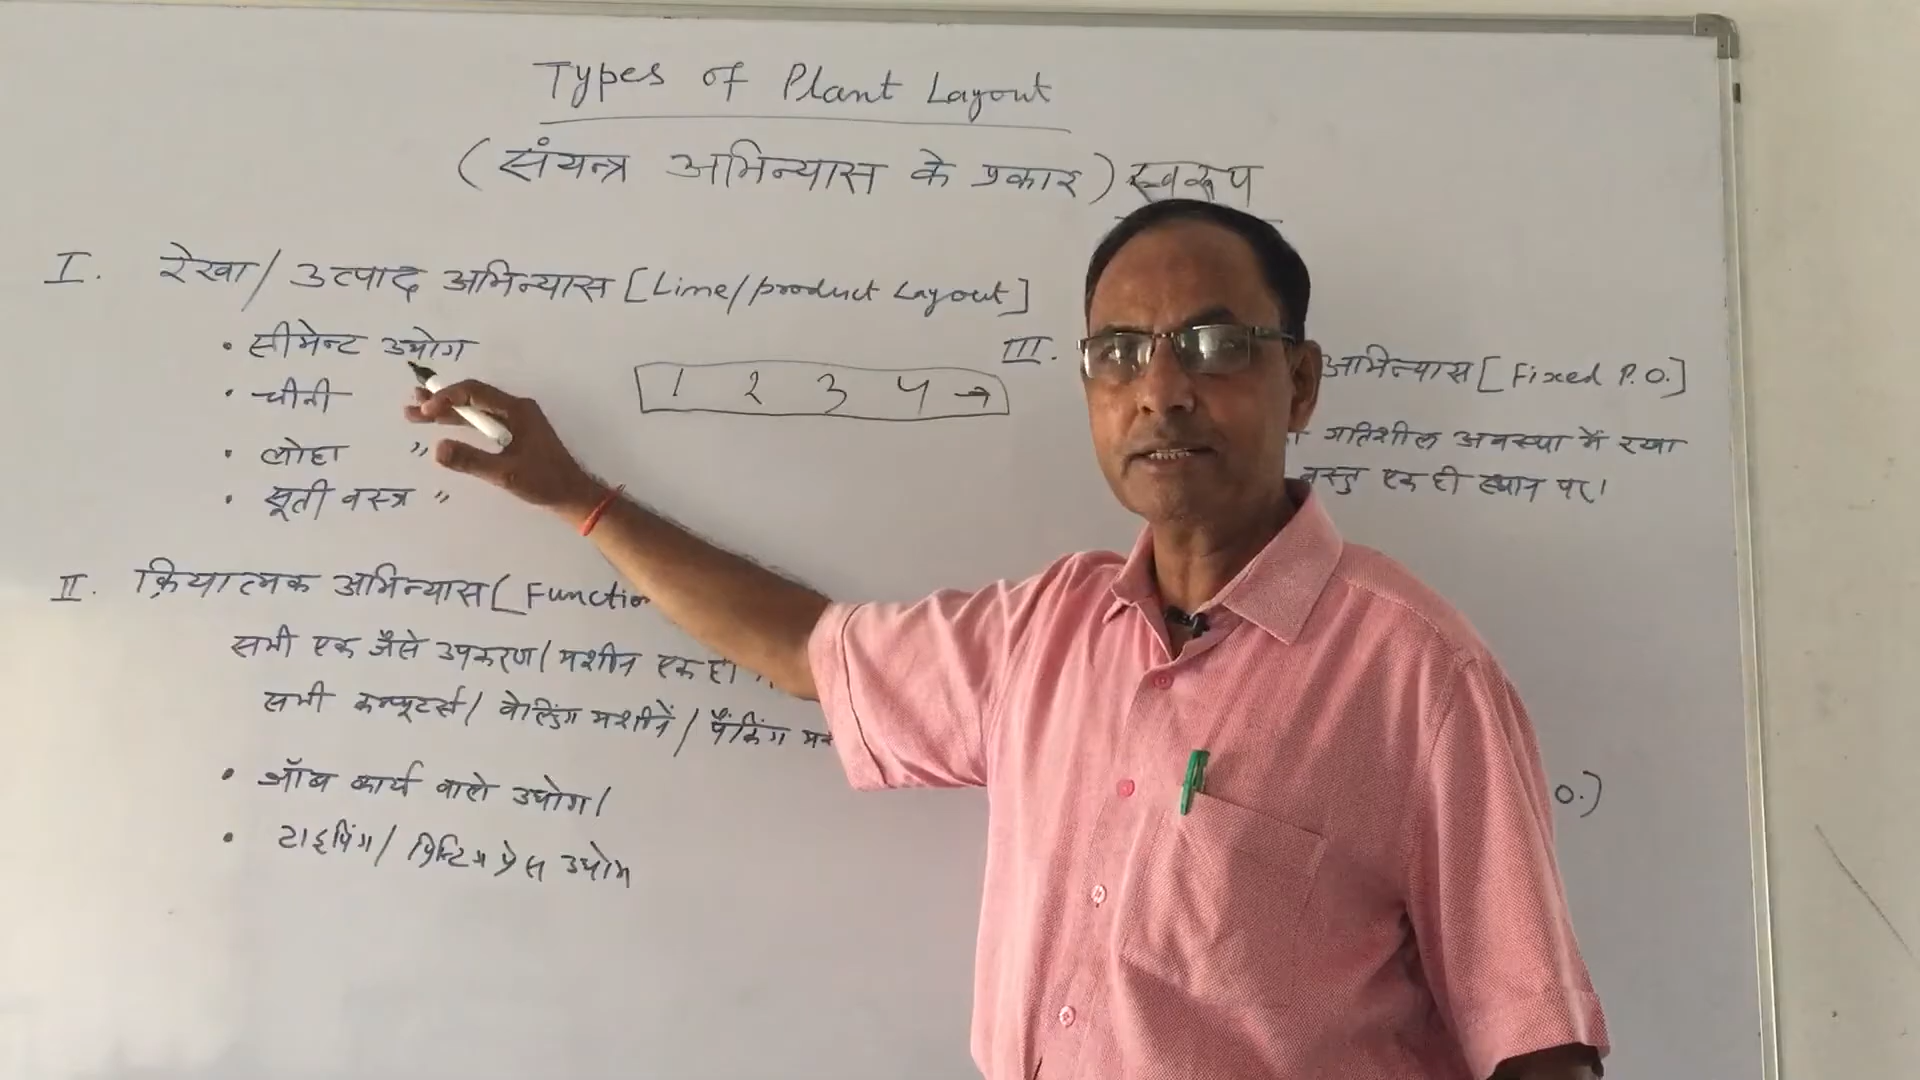 Types of Plant Layout
(संयन्त्र अभिन्यास के प्रकार) स्वरूप
I. रेखा/ उत्पाद अभिन्यास [Line/product Layout]
• सीमेन्ट उद्योग
• चीनी
• लोहा "
• सूती वस्त्र "
1 2 3 4 →
II. क्रियात्मक अभिन्यास [Function
सभी एक जैसे उपकरण/मशीन एक ही
सभी कम्प्यूटर्स/ वेल्डिंग मशीनें/ पैकिंग
• जॉब कार्य वाले उद्योग।
• टाइपिंग/ प्रिन्टिंग प्रेस उद्योग
III. अभिन्यास [Fixed P.O.]
गतिशील अवस्था में रखा
वस्तु एक ही स्थान पर।
O.)